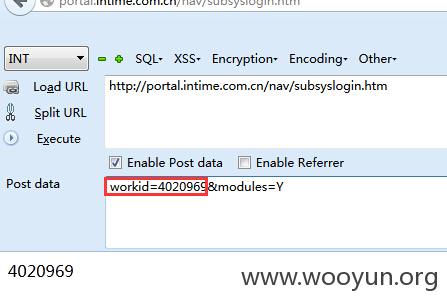 portal.intime.com.cn/nav/subsyslogin.htm
INT SQL- XSS- Encryption- Encoding- Other-
Load URL
http://portal.intime.com.cn/nav/subsyslogin.htm
Split URL
Execute
Enable Post data Enable Referrer
Post data
workid=4020969&modules=Y
4020969
www.wooyun.org